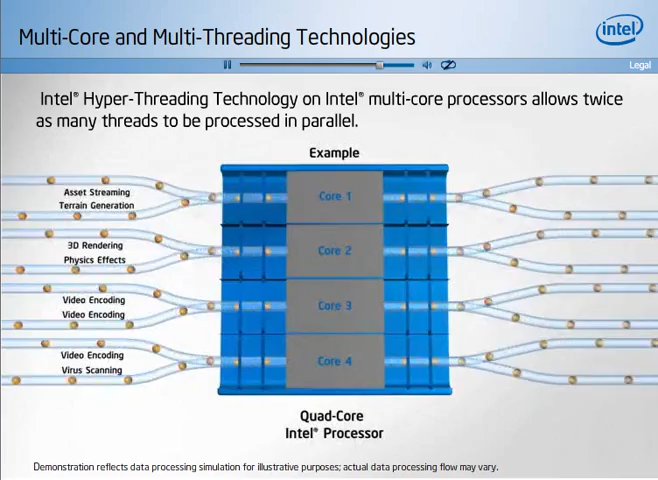 Multi-Core and Multi-Threading Technologies
intel
Legal
Intel® Hyper-Threading Technology on Intel® multi-core processors allows twice
as many threads to be processed in parallel.
Example
Asset Streaming
Terrain Generation
Core 1
3D Rendering
Physics Effects
Core 2
Video Encoding
Video Encoding
Core 3
Video Encoding
Virus Scanning
Core 4
Quad-Core
Intel® Processor
Demonstration reflects data processing simulation for illustrative purposes; actual data processing flow may vary.